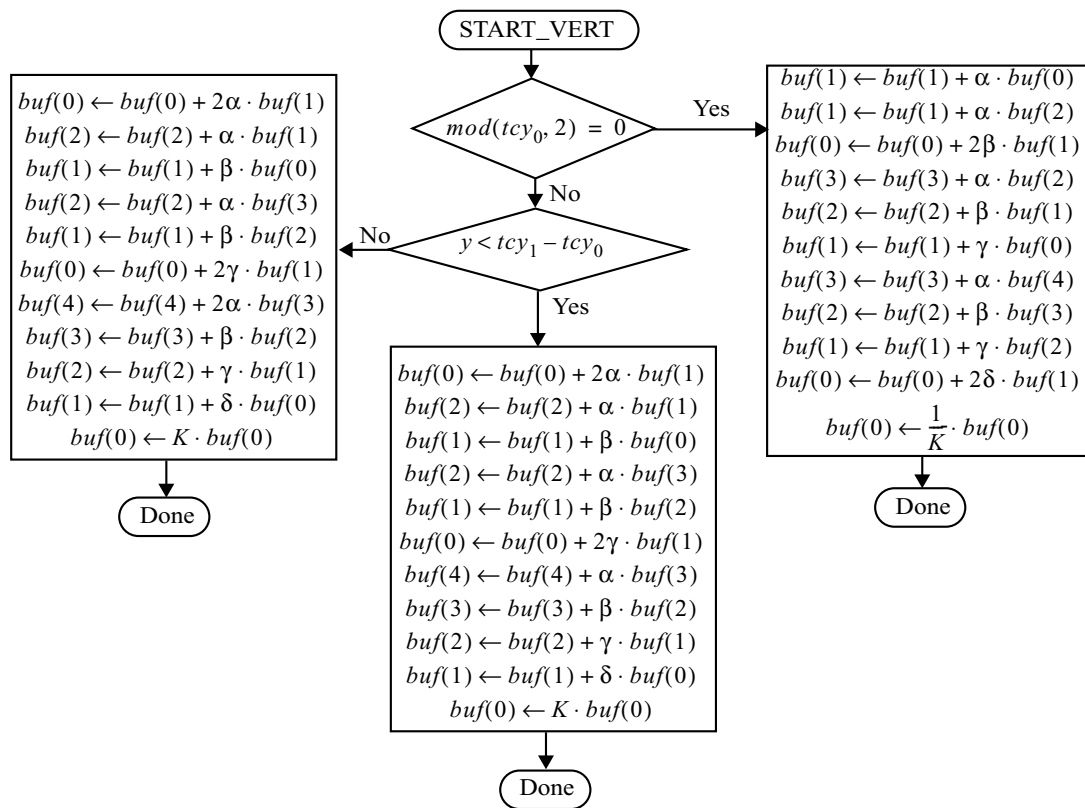 START_VERT
mod(tcy₀, 2) = 0
Yes
No
y < tcy₁ – tcy₀
No
Yes
buf(0) ← buf(0) + 2α · buf(1)
buf(2) ← buf(2) + α · buf(1)
buf(1) ← buf(1) + β · buf(0)
buf(2) ← buf(2) + α · buf(3)
buf(1) ← buf(1) + β · buf(2)
buf(0) ← buf(0) + 2γ · buf(1)
buf(4) ← buf(4) + 2α · buf(3)
buf(3) ← buf(3) + β · buf(2)
buf(2) ← buf(2) + γ · buf(1)
buf(1) ← buf(1) + δ · buf(0)
buf(0) ← K · buf(0)
Done
buf(0) ← buf(0) + 2α · buf(1)
buf(2) ← buf(2) + α · buf(1)
buf(1) ← buf(1) + β · buf(0)
buf(2) ← buf(2) + α · buf(3)
buf(1) ← buf(1) + β · buf(2)
buf(0) ← buf(0) + 2γ · buf(1)
buf(4) ← buf(4) + α · buf(3)
buf(3) ← buf(3) + β · buf(2)
buf(2) ← buf(2) + γ · buf(1)
buf(1) ← buf(1) + δ · buf(0)
buf(0) ← K · buf(0)
Done
buf(1) ← buf(1) + α · buf(0)
buf(1) ← buf(1) + α · buf(2)
buf(0) ← buf(0) + 2β · buf(1)
buf(3) ← buf(3) + α · buf(2)
buf(2) ← buf(2) + β · buf(1)
buf(1) ← buf(1) + γ · buf(0)
buf(3) ← buf(3) + α · buf(4)
buf(2) ← buf(2) + β · buf(3)
buf(1) ← buf(1) + γ · buf(2)
buf(0) ← buf(0) + 2δ · buf(1)
buf(0) ← 1/K · buf(0)
Done